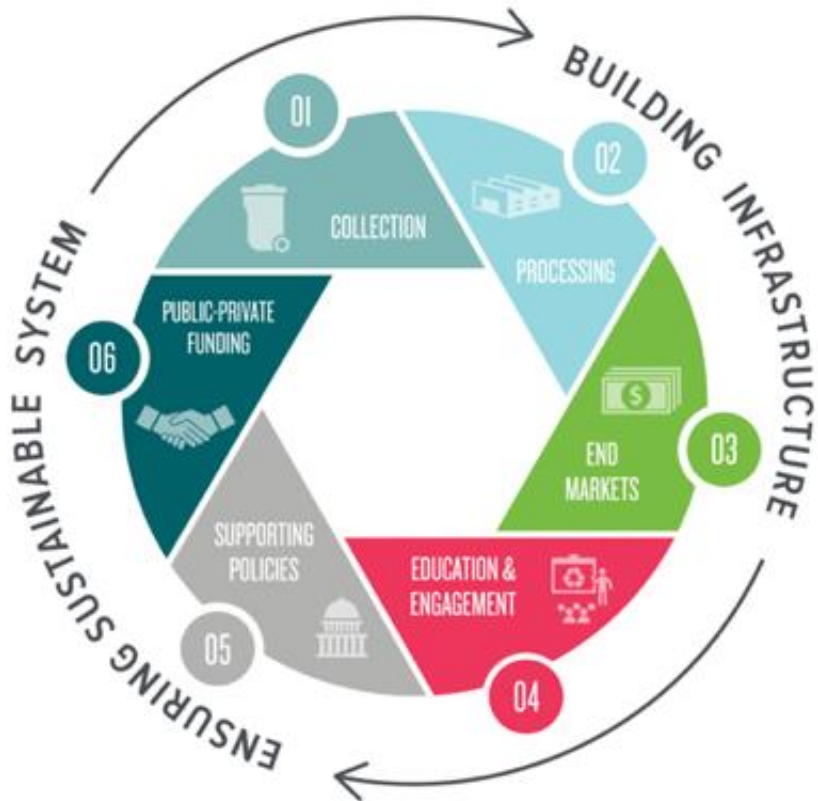 BUILDING INFRASTRUCTURE
01
COLLECTION
02
PROCESSING
03
END
MARKETS
04
EDUCATION &
ENGAGEMENT
05
SUPPORTING
POLICIES
06
PUBLIC-PRIVATE
FUNDING
$
ENSURING SUSTAINABLE SYSTEM